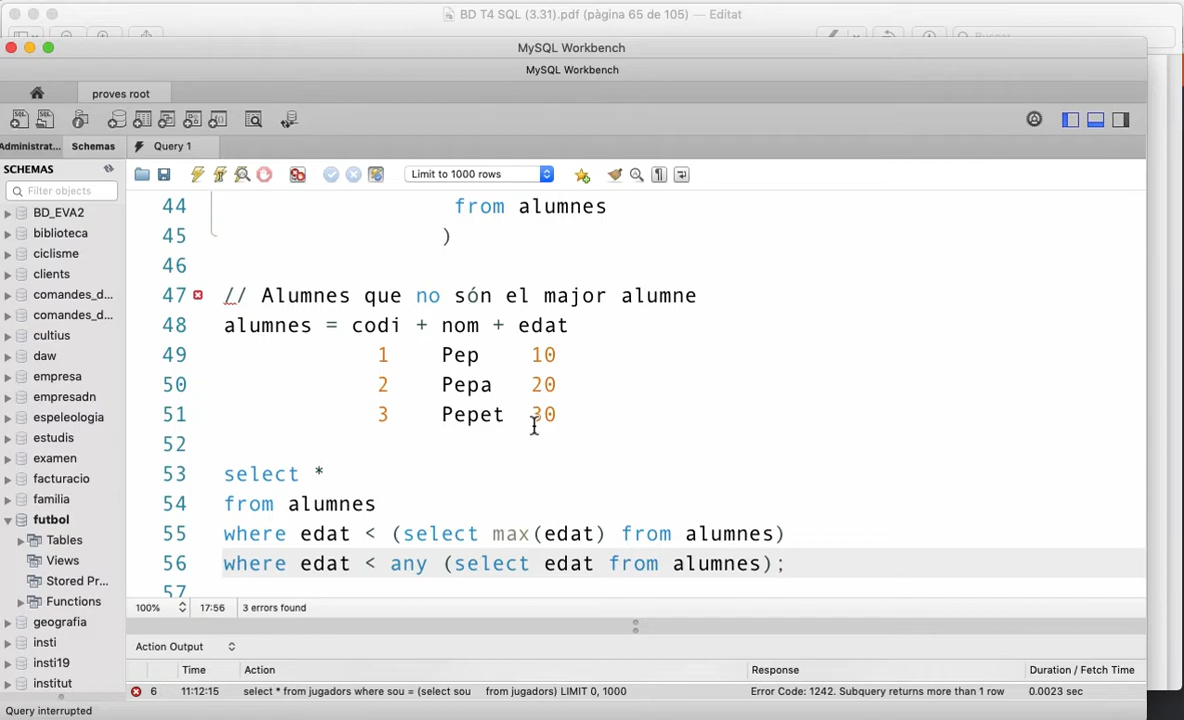 BD T4 SQL (3.31).pdf (pàgina 65 de 105) — Editat
MySQL Workbench
MySQL Workbench
proves root
Administrat... Schemas Query 1
SCHEMAS
Limit to 1000 rows
Filter objects
BD_EVA2
biblioteca
ciclisme
clients
comandes_d...
comandes_d...
cultius
daw
empresa
empresadn
espeleologia
estudis
examen
facturacio
familia
futbol
Tables
Views
Stored Pr...
Functions
geografia
insti
insti19
institut
44 from alumnes
45 )
46
47 // Alumnes que no són el major alumne
48 alumnes = codi + nom + edat
49 1 Pep 10
50 2 Pepa 20
51 3 Pepet 30
52
53 select *
54 from alumnes
55 where edat < (select max(edat) from alumnes)
56 where edat < any (select edat from alumnes);
57
100% 17:56 3 errors found
Action Output
Time Action Response Duration / Fetch Time
6 11:12:15 select * from jugadors where sou = (select sou from jugadors) LIMIT 0, 1000 Error Code: 1242. Subquery returns more than 1 row 0.0023 sec
Query interrupted